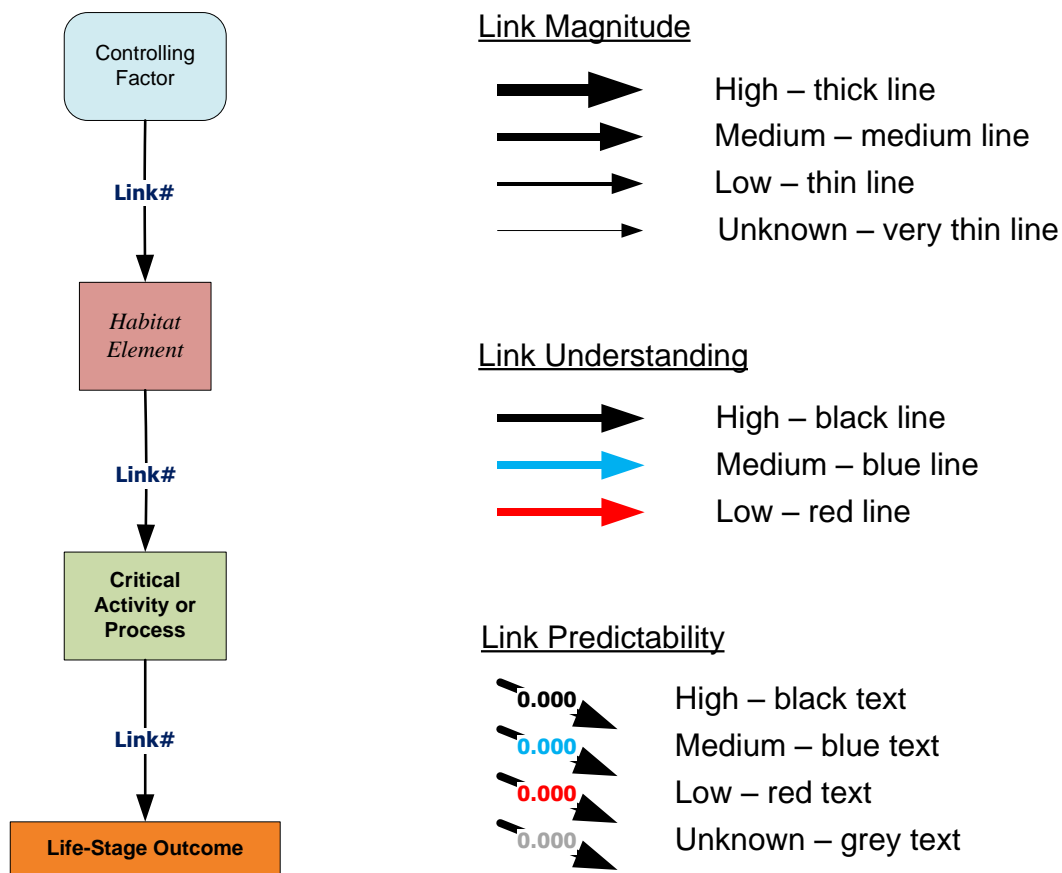 Controlling
Factor
Link#
Habitat
Element
Link#
Critical
Activity or
Process
Link#
Life-Stage Outcome
Link Magnitude
High – thick line
Medium – medium line
Low – thin line
Unknown – very thin line
Link Understanding
High – black line
Medium – blue line
Low – red line
Link Predictability
0.000 High – black text
0.000 Medium – blue text
0.000 Low – red text
0.000 Unknown – grey text